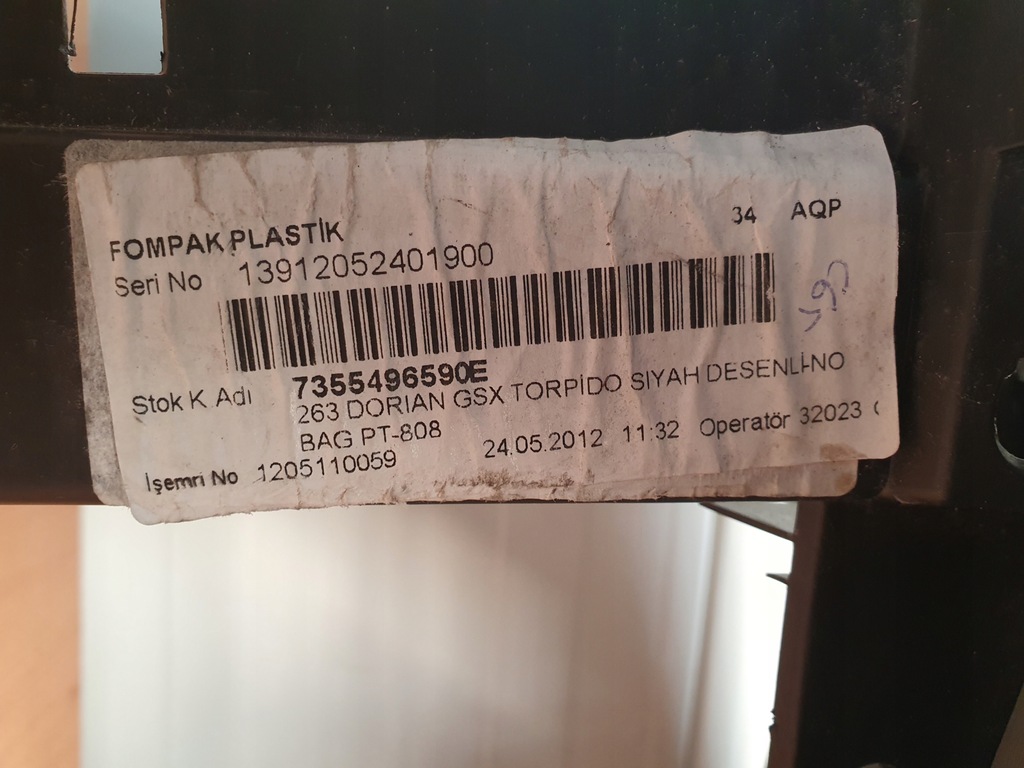 34 AQP
FOMPAK PLASTİK
Seri No 13912052401900
Stok K Adı 7355496590E
263 DORIAN GSX TORPİDO SIYAH DESENLI-NO
BAG PT-808
24.05.2012 11:32 Operatör 32023
İşemri No 1205110059